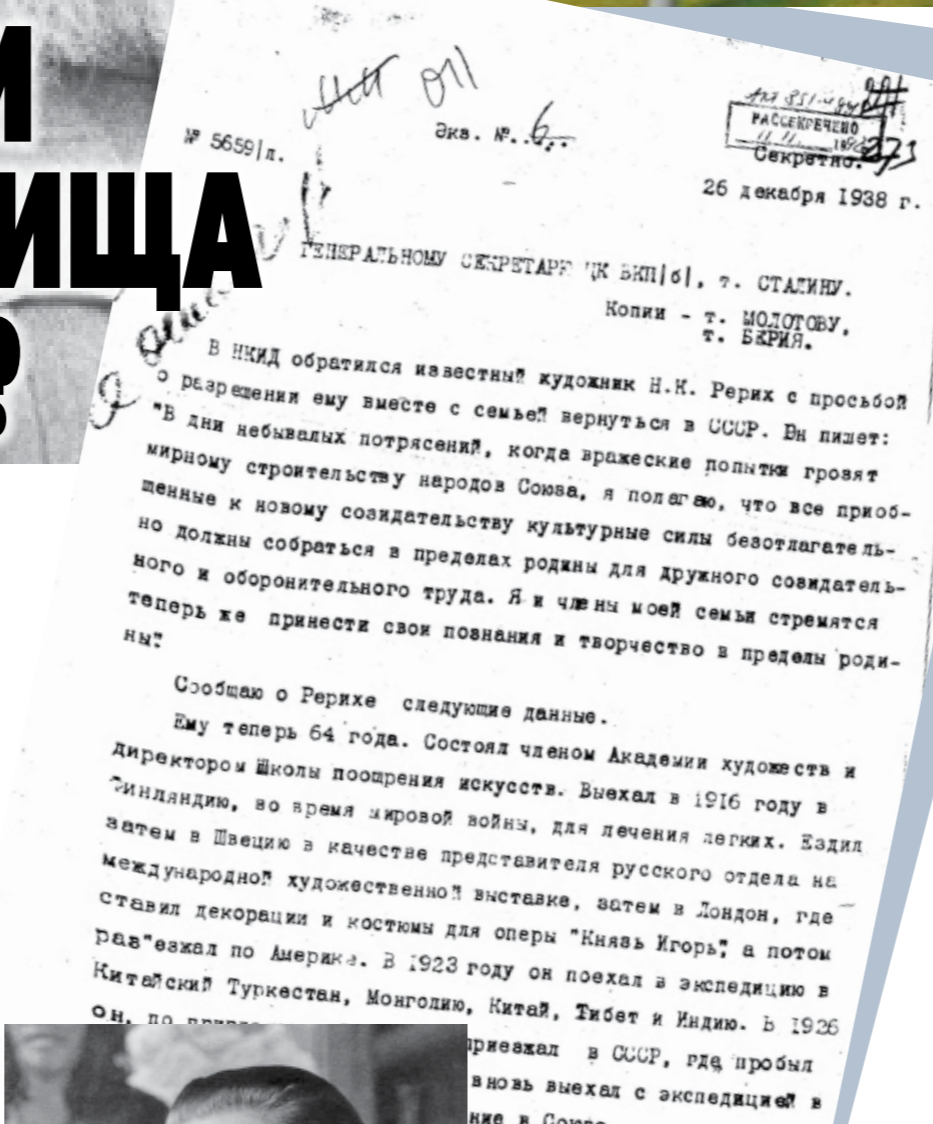 И
ИЩА
Р
№ 5659|л.
Экз. №..6..
РАССЕКРЕЧЕНО
Секретно.
26 декабря 1938 г.
ГЕНЕРАЛЬНОМУ СЕКРЕТАРЮ ЦК ВКП|б|, т. СТАЛИНУ.
Копии - т. МОЛОТОВУ,
т. БЕРИЯ.
В НКИД обратился известный художник Н.К. Рерих с просьбой
о разрешении ему вместе с семьей вернуться в СССР. Вн пишет:
"В дни небывалых потрясений, когда вражеские попытки грозят
мирному строительству народов Союза, я полагаю, что все приоб-
щенные к новому созидательству культурные силы безотлагатель-
но должны собраться в пределах родины для дружного созидатель-
ного и оборонительного труда. Я и члены моей семьи стремятся
теперь же принести свои познания и творчество в пределы роди-
ны".
Сообщаю о Рерихе следующие данные.
Ему теперь 64 года. Состоял членом Академии художеств и
директором Школы поощрения искусств. Выехал в 1916 году в
Финляндию, во время мировой войны, для лечения легких. Ездил
затем в Швецию в качестве представителя русского отдела на
международной художественной выставке, затем в Лондон, где
ставил декорации и костюмы для оперы "Князь Игорь", а потом
раз"езжал по Америке. В 1923 году он поехал в экспедицию в
Китайский Туркестан, Монголию, Китай, Тибет и Индию. В 1926
он, по приезжал в СССР, где пробыл
вновь выехал с экспедицией в